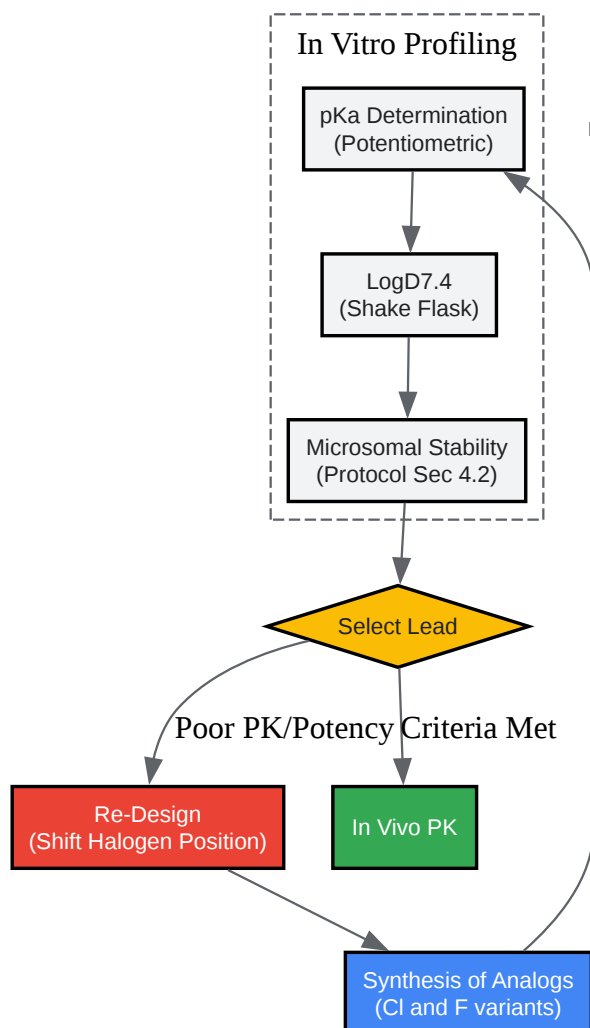 In Vitro Profiling
pKa Determination
(Potentiometric)
LogD7.4
(Shake Flask)
Microsomal Stability
(Protocol Sec 4.2)
Select Lead
Poor PK/Potency
Criteria Met
Re-Design
(Shift Halogen Position)
In Vivo PK
Synthesis of Analogs
(Cl and F variants)